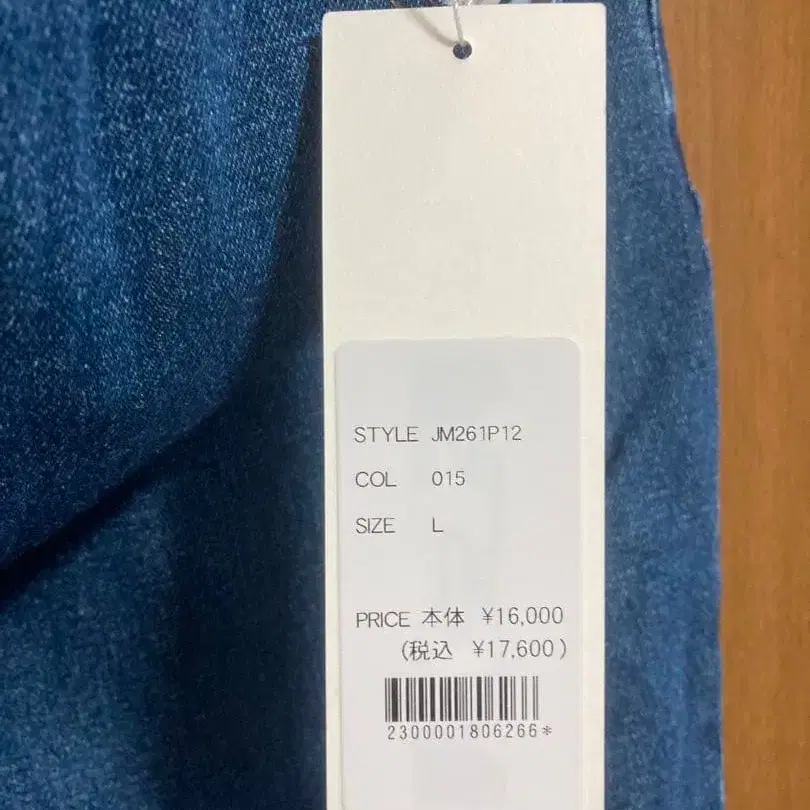 STYLE JM261P12
COL 015
SIZE L
PRICE 本体 ¥16,000
(税込 ¥17,600)
2300001806266*